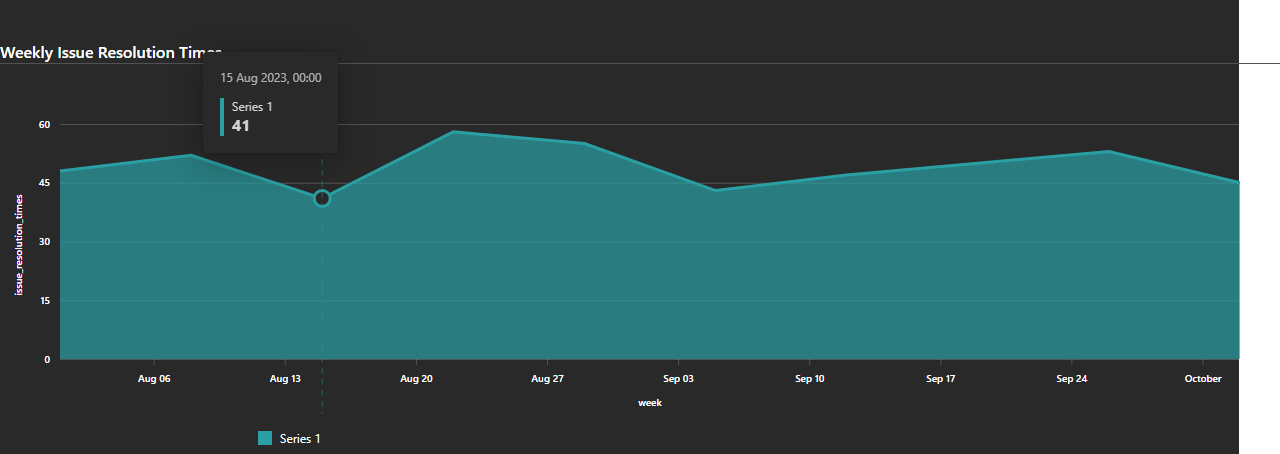 Weekly Issue Resolution Times
15 Aug 2023, 00:00
Series 1
41
60
45
30
15
0
issue_resolution_times
Aug 06 Aug 13 Aug 20 Aug 27 Sep 03 Sep 10 Sep 17 Sep 24 October
week
Series 1